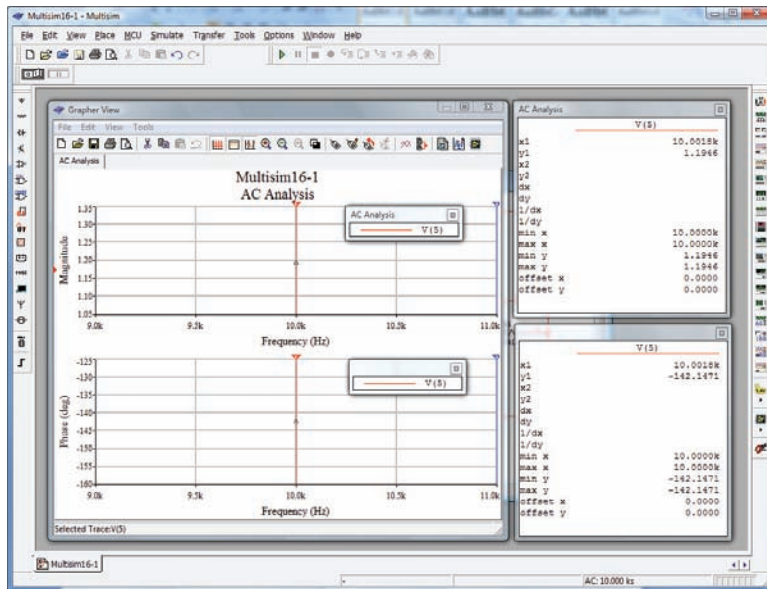 Multisim16-1 - Multisim
File Edit View Place MCU Simulate Transfer Tools Options Window Help
Grapher View
File Edit View Tools
AC Analysis
Multisim16-1
AC Analysis
1.35
1.30
1.25
1.20
1.15
1.10
1.05
Magnitude
9.0k 9.5k 10.0k 10.5k 11.0k
Frequency (Hz)
AC Analysis
V(5)
-125
-130
-135
-140
-145
-150
-155
-160
Phase (deg)
9.0k 9.5k 10.0k 10.5k 11.0k
Frequency (Hz)
V(5)
Selected Trace:V(5)
AC Analysis
V(5)
x1 10.0018k
y1 1.1946
x2
y2
dx
dy
1/dx
1/dy
min x 10.0000k
max x 10.0000k
min y 1.1946
max y 1.1946
offset x 0.0000
offset y 0.0000
V(5)
x1 10.0018k
y1 -142.1471
x2
y2
dx
dy
1/dx
1/dy
min x 10.0000k
max x 10.0000k
min y -142.1471
max y -142.1471
offset x 0.0000
offset y 0.0000
Multisim16-1
AC: 10.000 ks